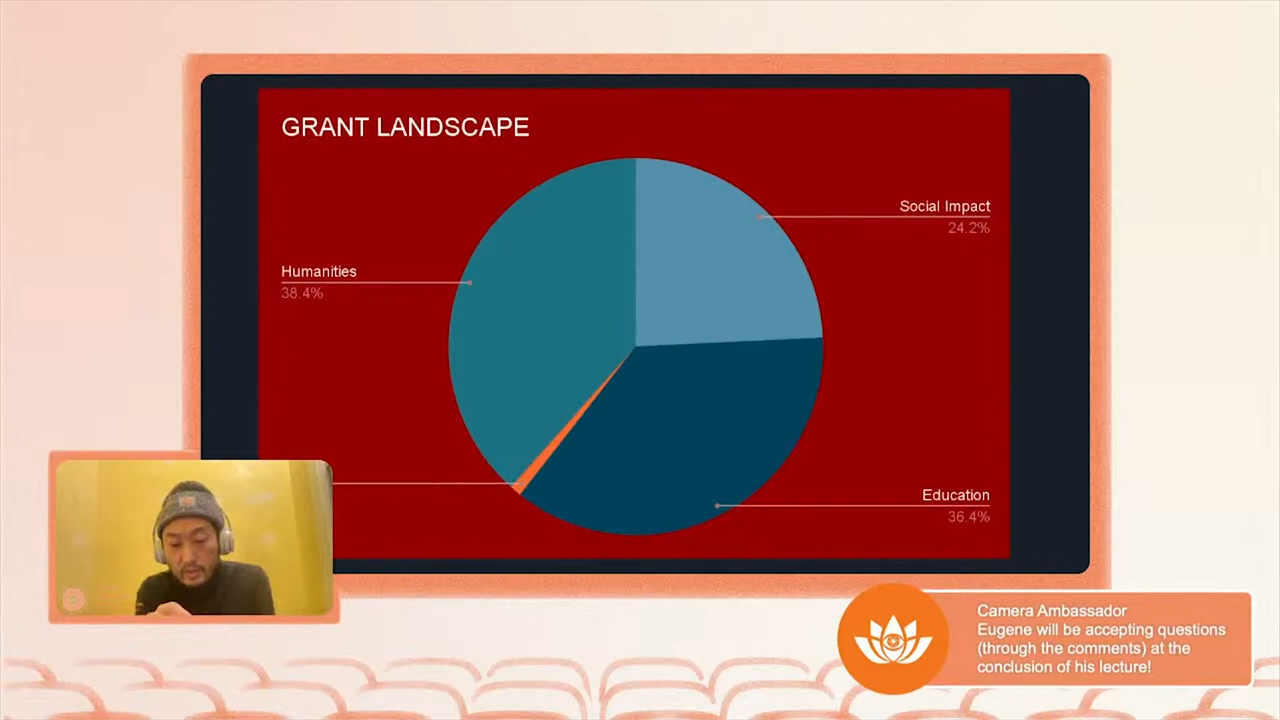 GRANT LANDSCAPE
Social Impact
24.2%
Humanities
38.4%
Education
36.4%
Camera Ambassador
Eugene will be accepting questions
(through the comments) at the
conclusion of his lecture!